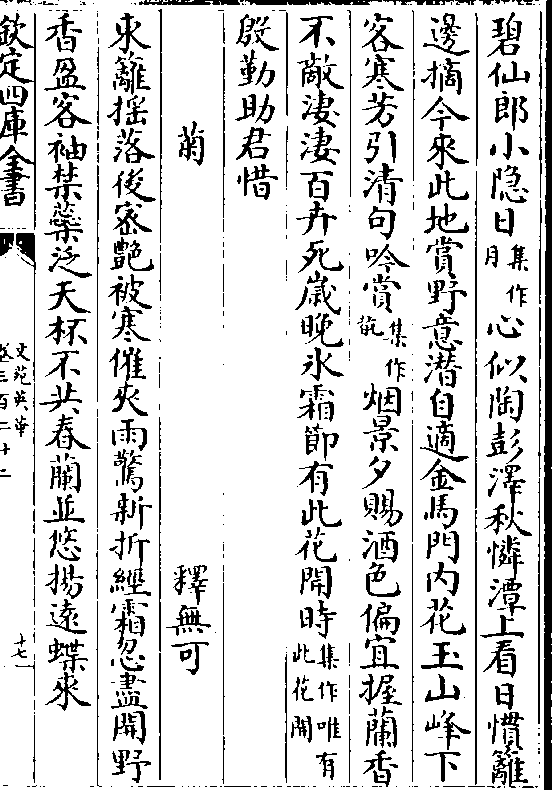 碧仙郎小隐日集作月心似陶彭澤秋憐潭上看日慣籬
邊摘今來此地賞野意潛自適金馬門内花玉山峰下
客寒芳引清句吟賞集作翫烟景夕賜酒色偏宜握蘭香
不敵淒淒百卉死歲晚氷霜節有此花開時集作唯有此花開
殷勤助君惜
菊
釋無可
東籬揺落後宻艷被寒催夾雨驚新折經霜忽盡開野
香盈客袖禁蘂泛天杯不共春蘭並悠揚逺蝶來
欽定四庫全書
文苑英華
卷三百二十二
十七